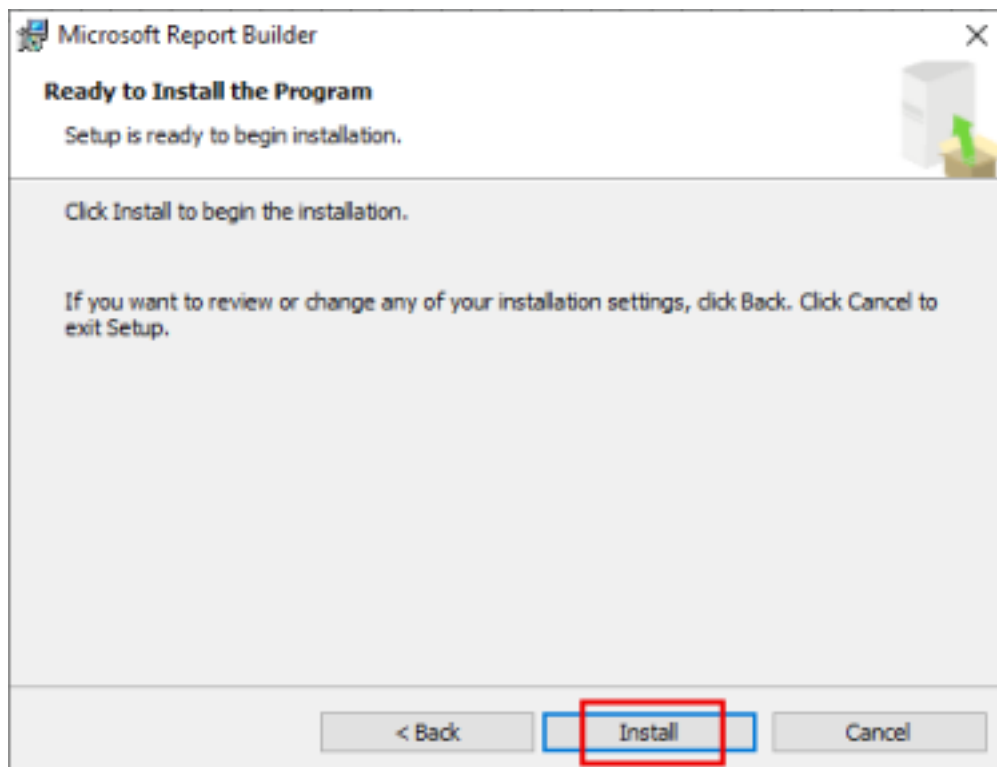 Microsoft Report Builder
Ready to Install the Program
Setup is ready to begin installation.
Click Install to begin the installation.
If you want to review or change any of your installation settings, click Back. Click Cancel to
exit Setup.
< Back
Install
Cancel